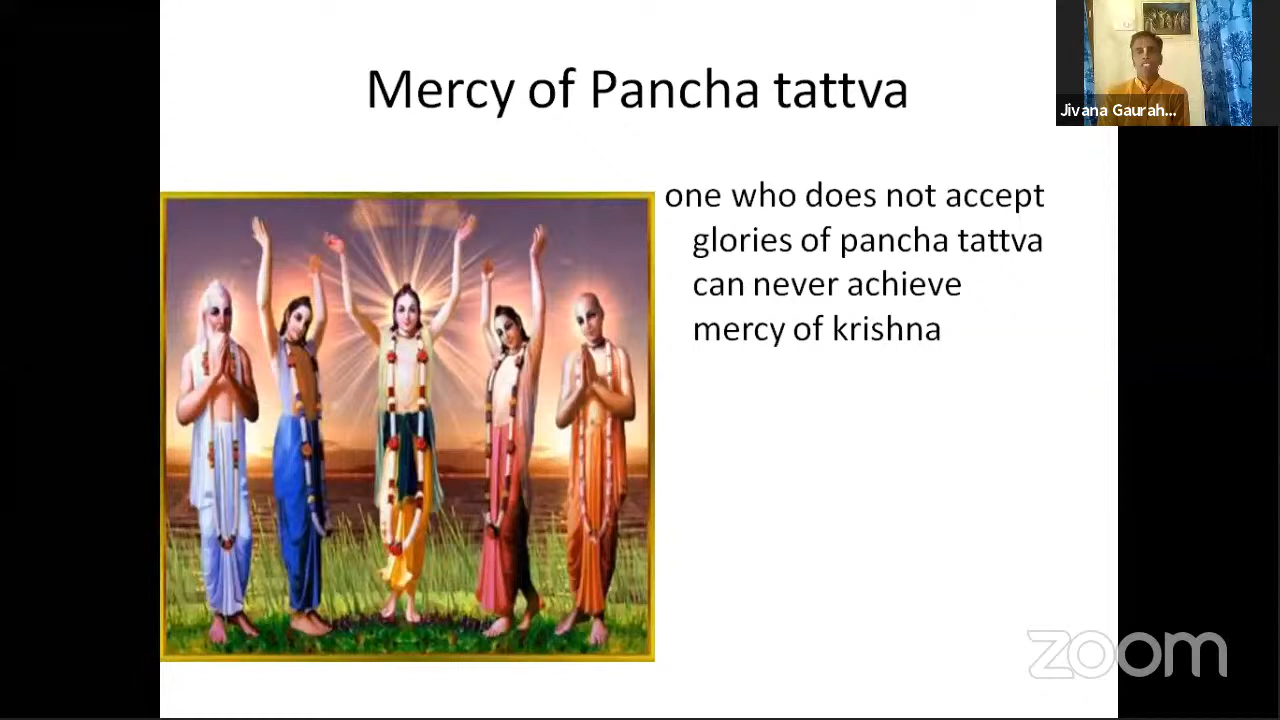 Mercy of Pancha tattva
Jivana Gaurah...
one who does not accept
glories of pancha tattva
can never achieve
mercy of krishna
zoom